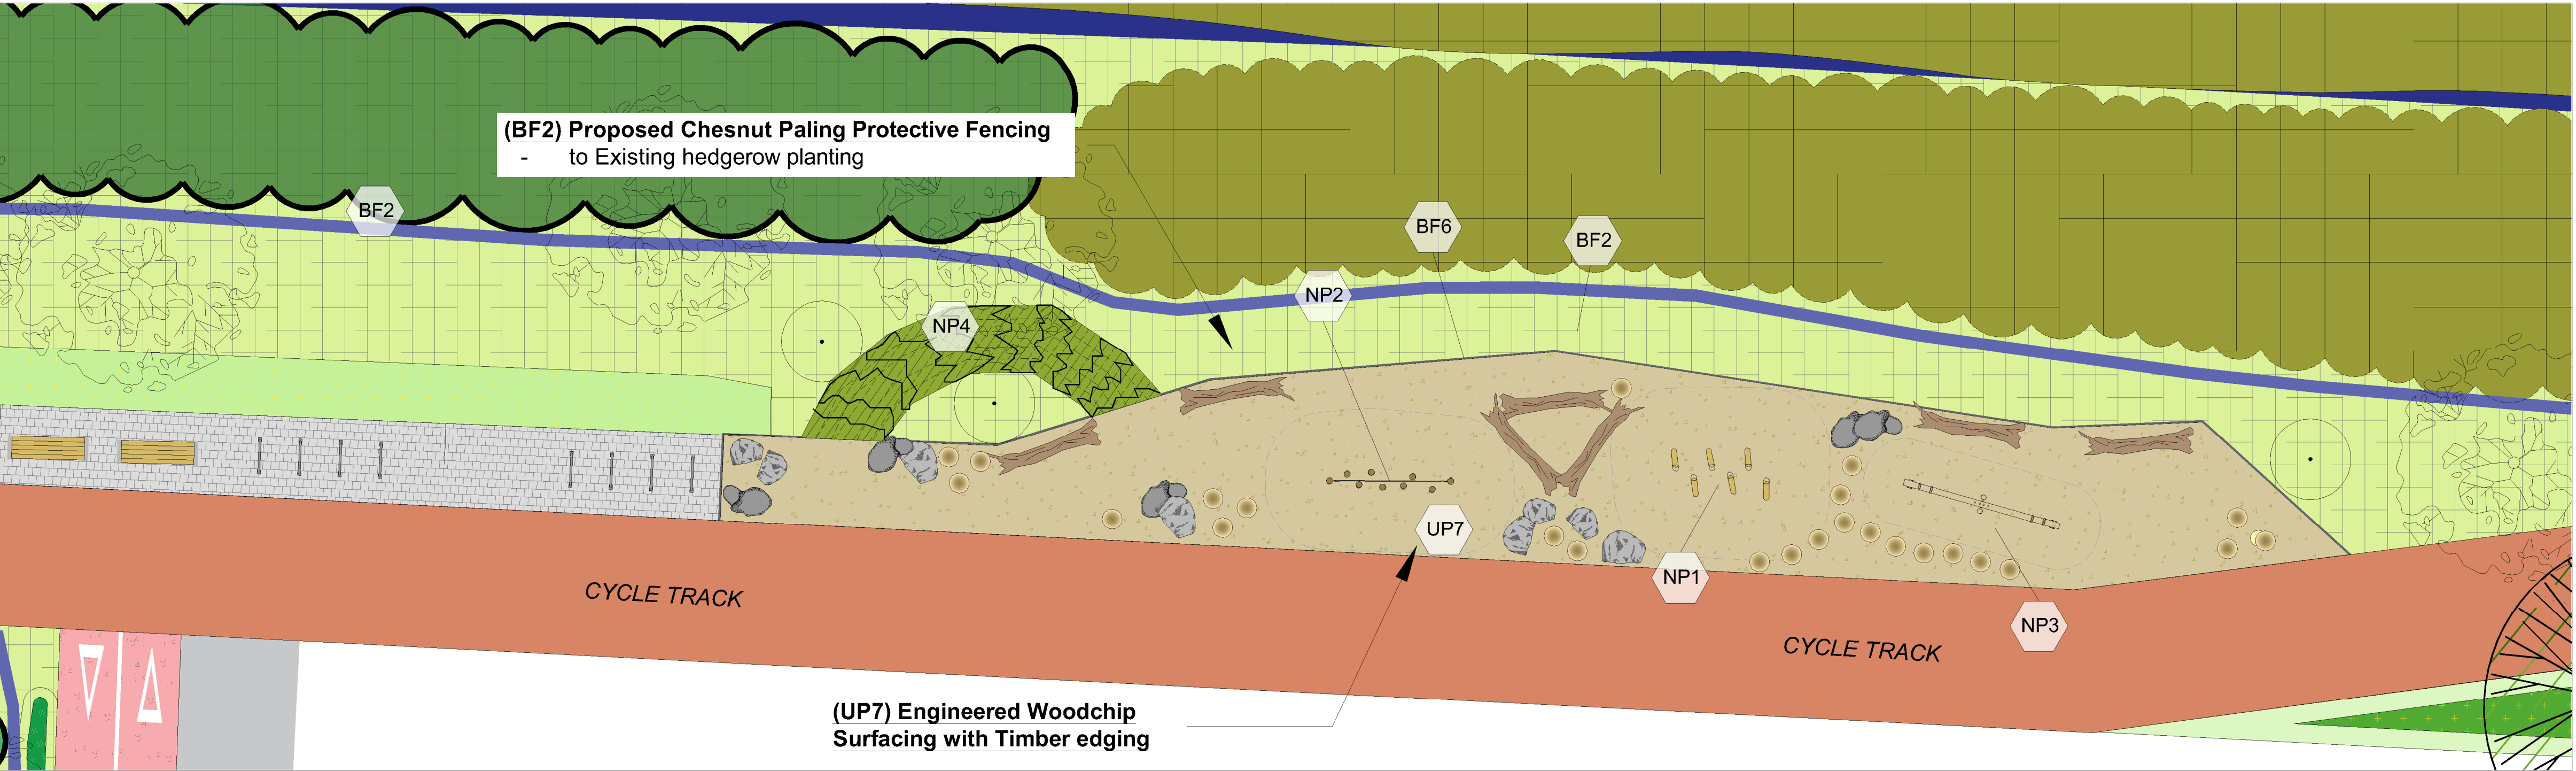 (BF2) Proposed Chesnut Paling Protective Fencing
- to Existing hedgerow planting
BF2
BF6
BF2
NP2
NP4
UP7
NP1
CYCLE TRACK
NP3
CYCLE TRACK
(UP7) Engineered Woodchip
Surfacing with Timber edging